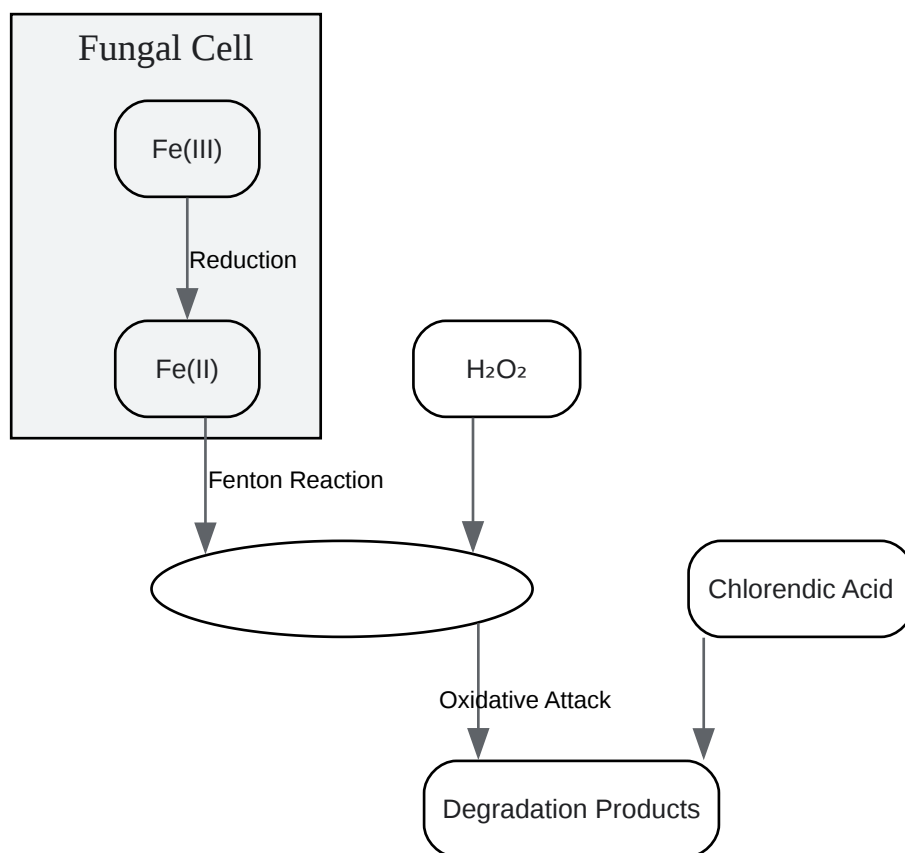 Fungal Cell
Fe(III)
Reduction
Fe(II)
H₂O₂
Fenton Reaction
Chlorendic Acid
Oxidative Attack
Degradation Products